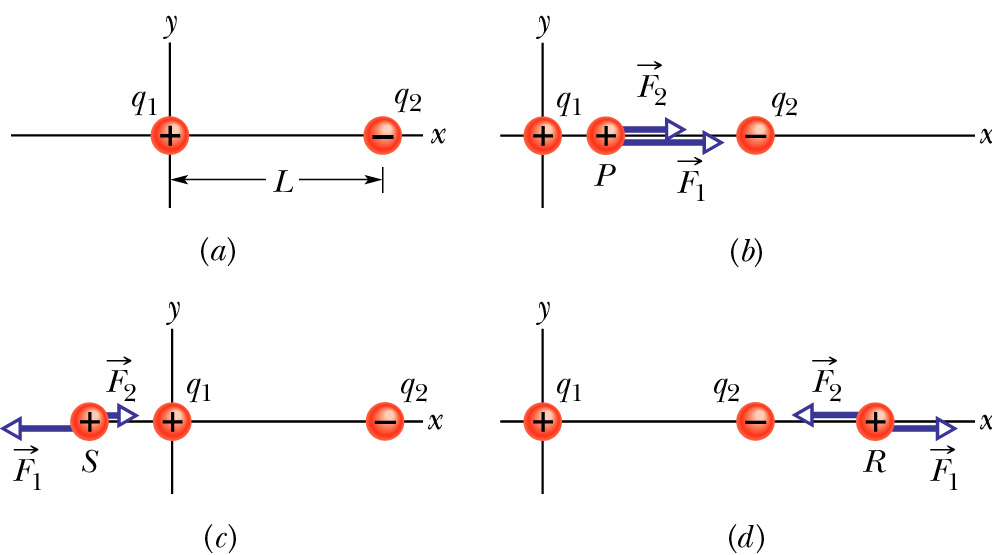 y
q1
q2
+
−
x
L
(a)
y
q1
F2
q2
+
+
−
x
P
F1
(b)
y
F2
q1
q2
+
+
−
x
F1
S
(c)
y
q1
q2
F2
+
−
+
x
R
F1
(d)